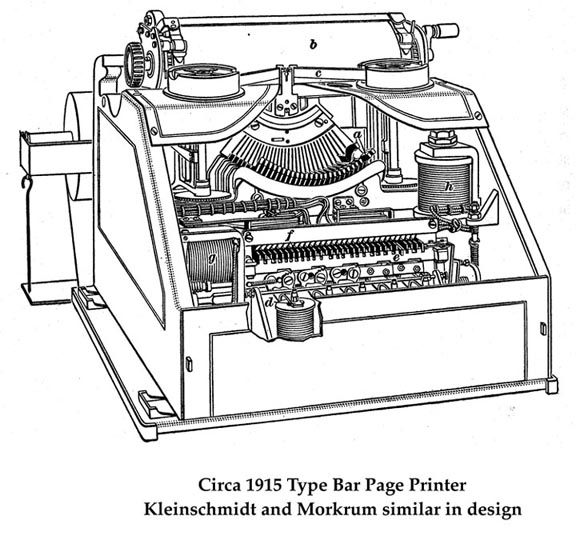 b
c
a
h
g
f
e
d
Circa 1915 Type Bar Page Printer
Kleinschmidt and Morkrum similar in design